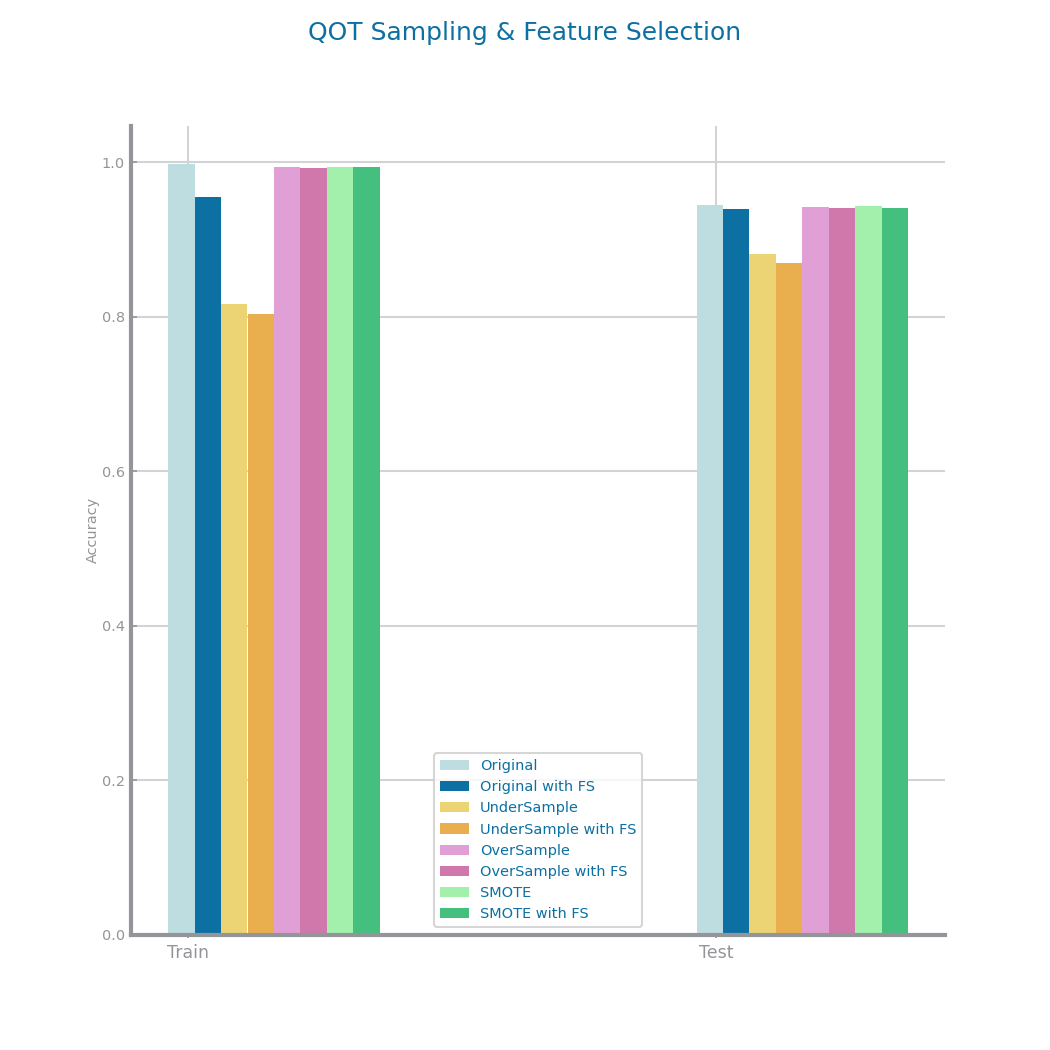 QOT Sampling & Feature Selection
1.0
0.8
0.6
0.4
0.2
0.0
Accuracy
Original
Original with FS
UnderSample
UnderSample with FS
OverSample
OverSample with FS
SMOTE
SMOTE with FS
Train
Test